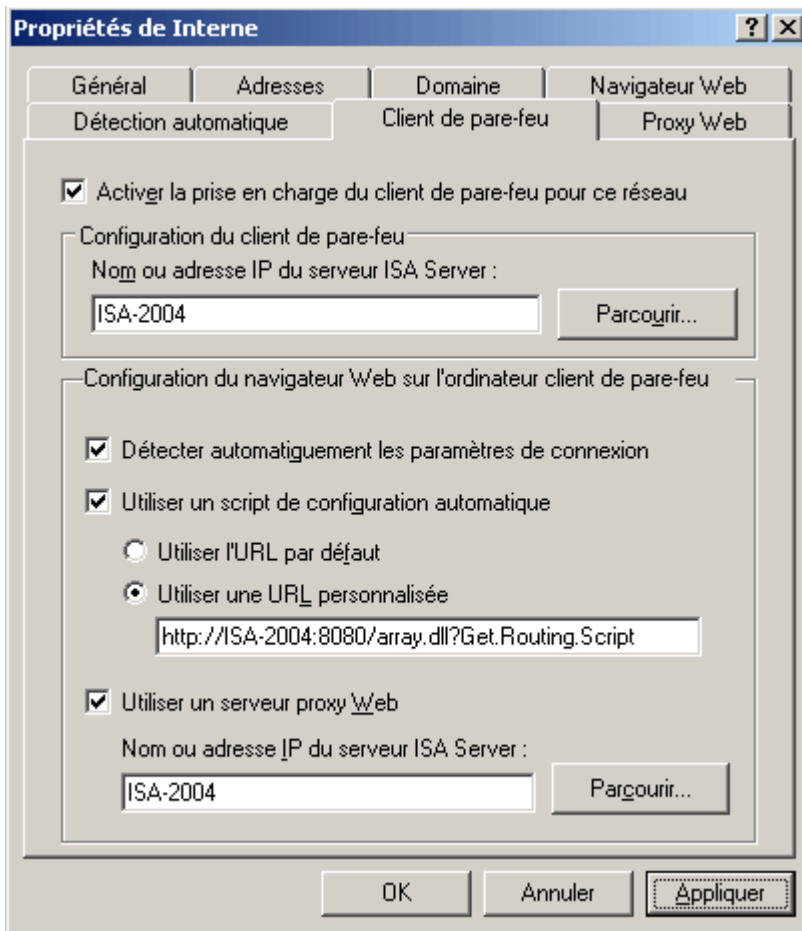 Propriétés de Interne
Général Adresses Domaine Navigateur Web
Détection automatique Client de pare-feu Proxy Web
Activer la prise en charge du client de pare-feu pour ce réseau
Configuration du client de pare-feu
Nom ou adresse IP du serveur ISA Server :
ISA-2004 Parcourir...
Configuration du navigateur Web sur l'ordinateur client de pare-feu
Détecter automatiquement les paramètres de connexion
Utiliser un script de configuration automatique
Utiliser l'URL par défaut
Utiliser une URL personnalisée
http://ISA-2004:8080/array.dll?Get.Routing.Script
Utiliser un serveur proxy Web
Nom ou adresse IP du serveur ISA Server :
ISA-2004 Parcourir...
OK Annuler Appliquer